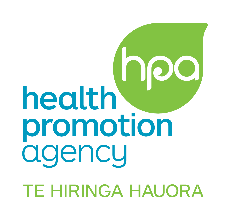 hpa
health
promotion
agency
TE HIRINGA HAUORA